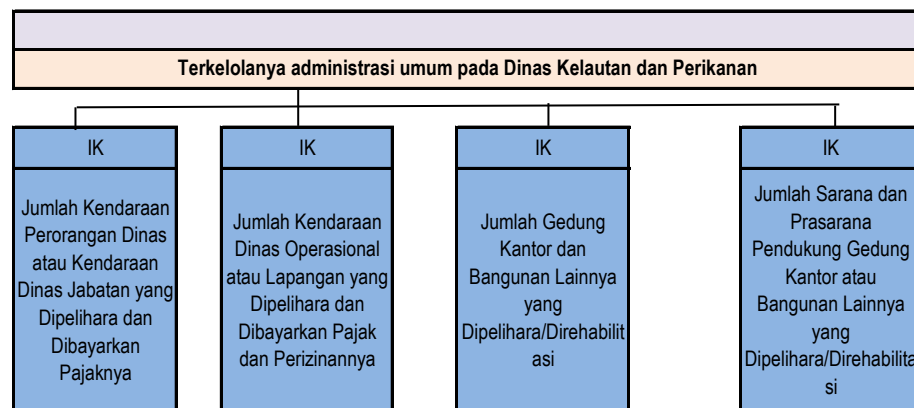 Terkelolanya administrasi umum pada Dinas Kelautan dan Perikanan
IK
Jumlah Kendaraan
Perorangan Dinas
atau Kendaraan
Dinas Jabatan yang
Dipelihara dan
Dibayarkan
Pajaknya
IK
Jumlah Kendaraan
Dinas Operasional
atau Lapangan yang
Dipelihara dan
Dibayarkan Pajak
dan Perizinannya
IK
Jumlah Gedung
Kantor dan
Bangunan Lainnya
yang
Dipelihara/Direhabilit
asi
IK
Jumlah Sarana dan
Prasarana
Pendukung Gedung
Kantor atau
Bangunan Lainnya
yang
Dipelihara/Direhabilita
si